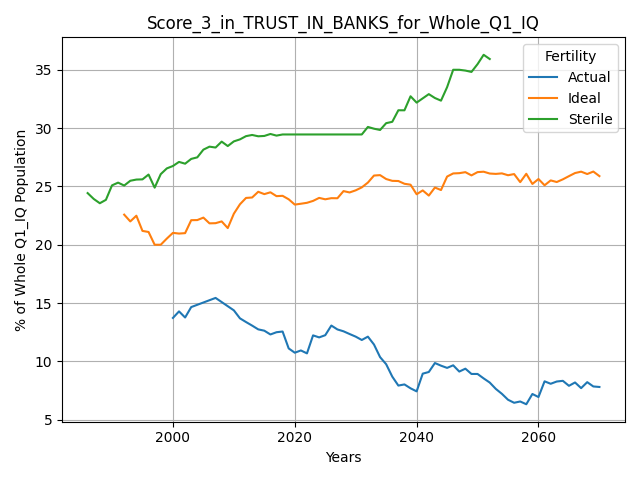 Score_3_in_TRUST_IN_BANKS_for_Whole_Q1_IQ
% of Whole Q1_IQ Population
35
30
25
20
15
10
5
Fertility
Actual
Ideal
Sterile
2000
2020
2040
2060
Years